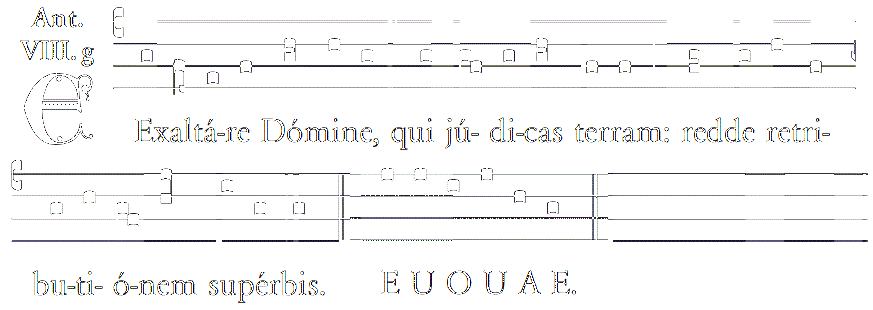 Ant.
VIII. g
E
Exaltá-re Dómine, qui jú- di-cas terram: redde retri-
bu-ti- ó-nem supérbis. E U O U A E.